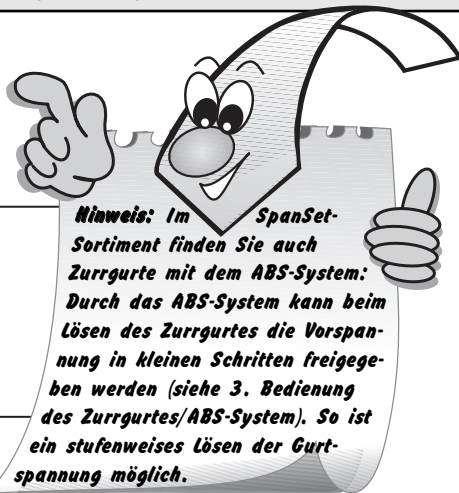 Hinweis: Im SpanSet-
Sortiment finden Sie auch
Zurrgurte mit dem ABS-System:
Durch das ABS-System kann beim
Lösen des Zurrgurtes die Vorspan-
nung in kleinen Schritten freigege-
ben werden (siehe 3. Bedienung
des Zurrgurtes/ABS-System). So ist
ein stufenweises Lösen der Gurt-
spannung möglich.